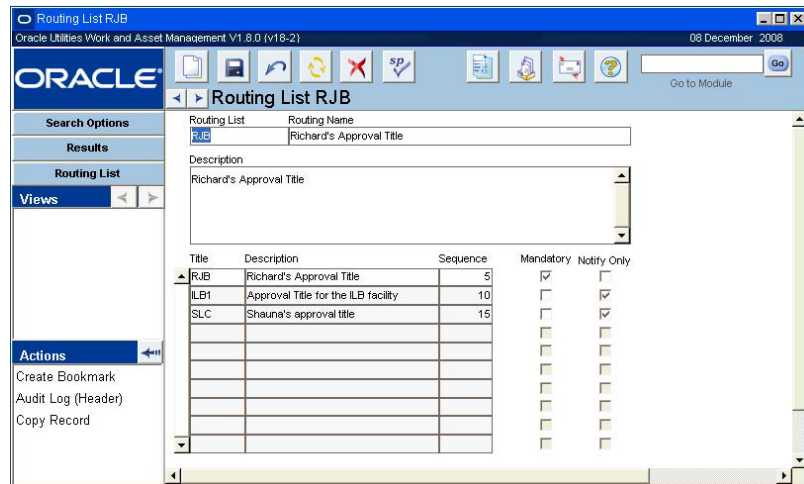 Routing List RJB
Oracle Utilities Work and Asset Management V1.8.0 {v18-2}
08 December 2008
ORACLE
sp
Go
Go to Module
Routing List RJB
Search Options
Results
Routing List
Views
Actions
Create Bookmark
Audit Log (Header)
Copy Record
Routing List Routing Name
RJB Richard's Approval Title
Description
Richard's Approval Title
Title Description Sequence Mandatory Notify Only
RJB Richard's Approval Title 5
ILB1 Approval Title for the ILB facility 10
SLC Shauna's approval title 15